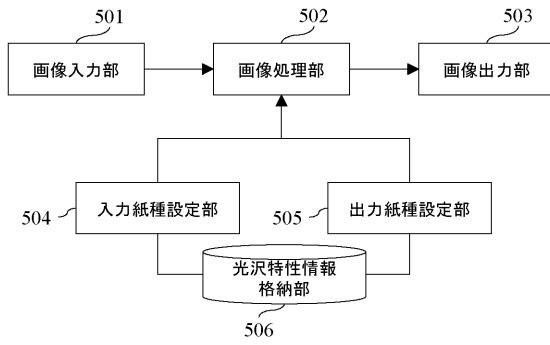 501
502
503
画像入力部
画像処理部
画像出力部
504
入力紙種設定部
505
出力紙種設定部
光沢特性情報
格納部
506